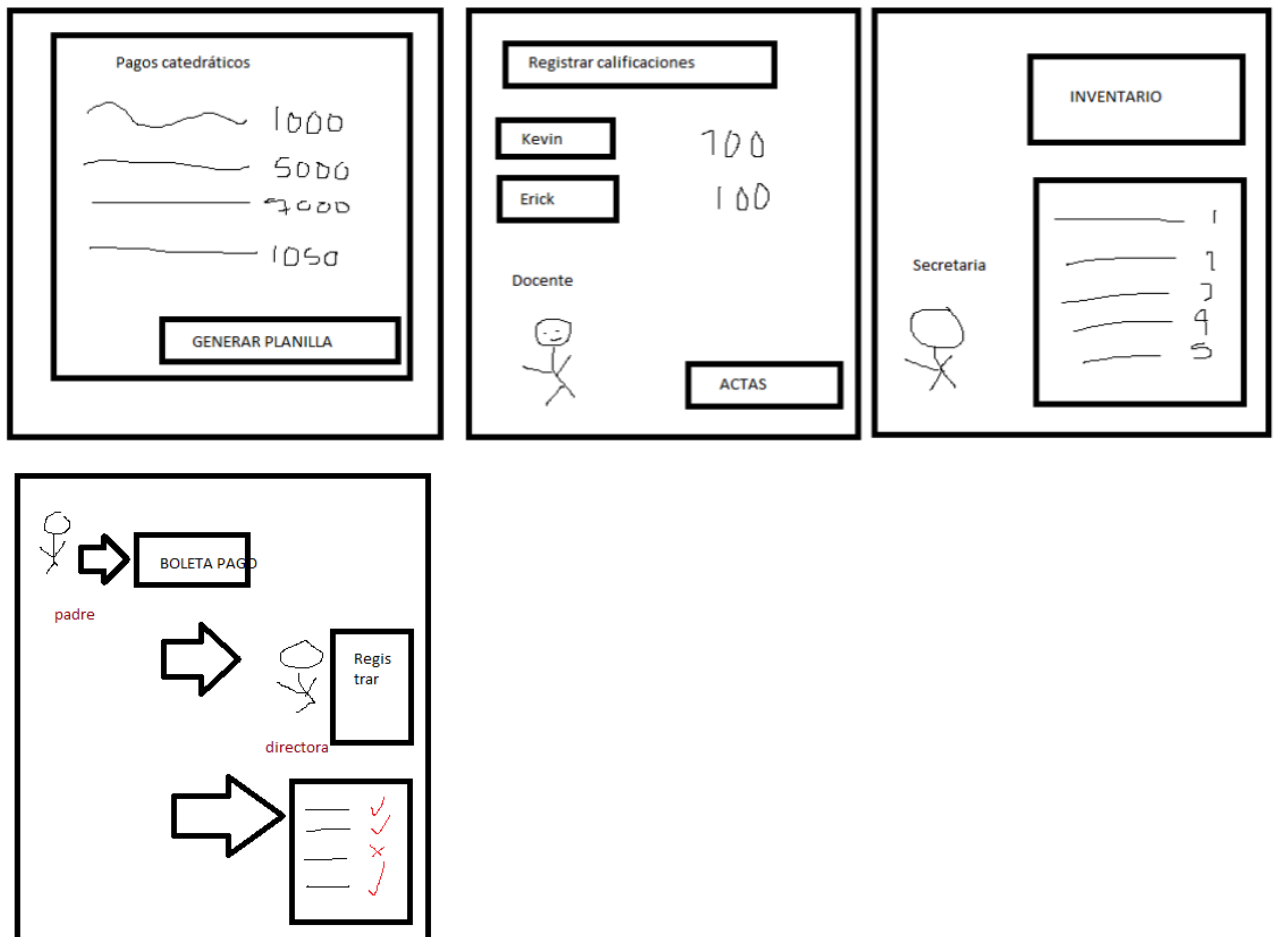 Pagos catedráticos
1000
5000
7000
1050
GENERAR PLANILLA
Registrar calificaciones
Kevin 100
Erick 100
Docente
ACTAS
INVENTARIO
Secretaria
1
2
3
4
5
BOLETA PAGO
padre
Regis
trar
directora